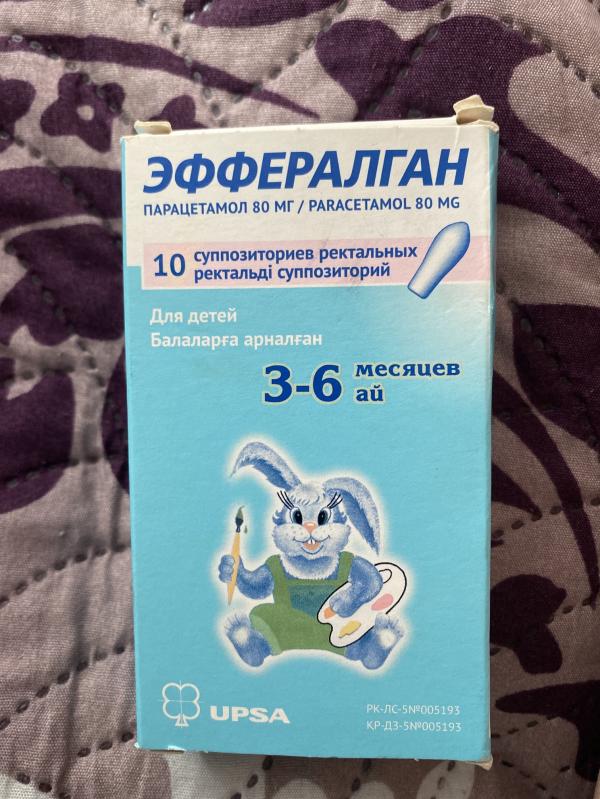 ЭФФЕРАЛГАН
ПАРАЦЕТАМОЛ 80 МГ / PARACETAMOL 80 MG
10 суппозиториев ректальных
ректальді суппозиторий
Для детей
Балаларға арналған
3-6 месяцев
ай
UPSA
РК-ЛС-5№005193
ҚР-ДЗ-5№005193